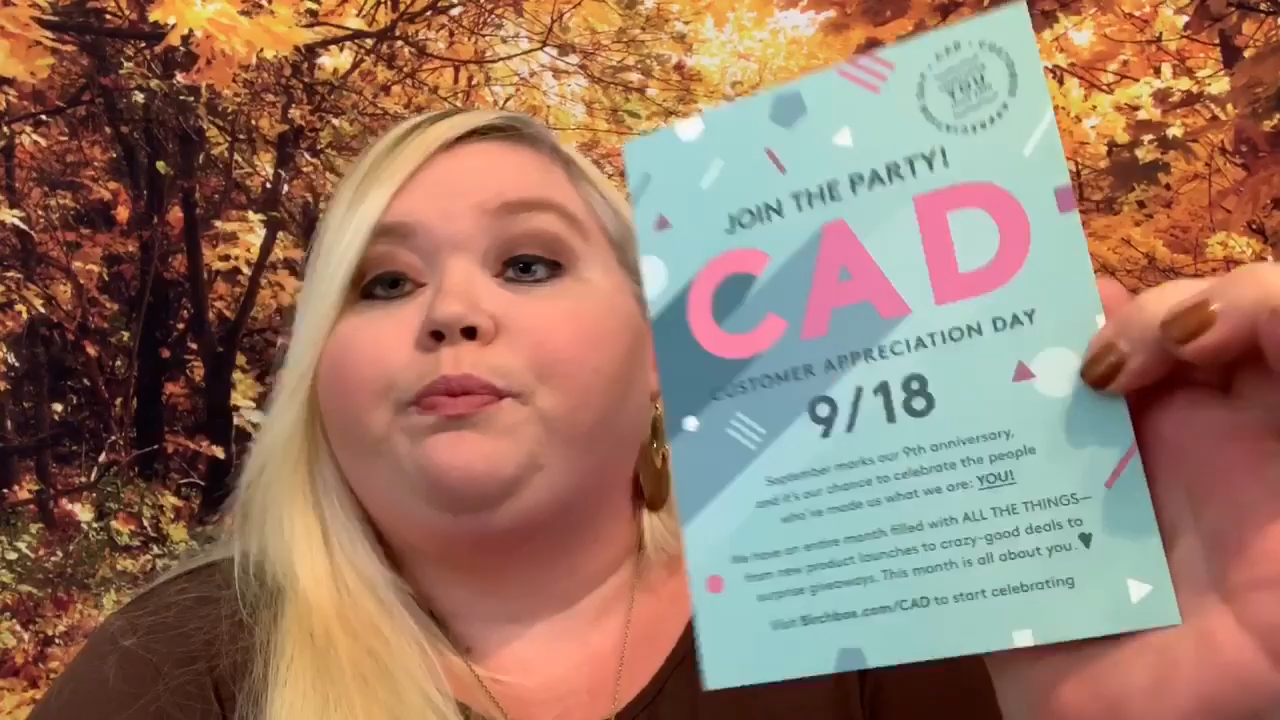 JOIN THE PARTY!
CAD
CUSTOMER APPRECIATION DAY
9/18
September marks our 9th anniversary,
and it's our chance to celebrate the people
who've made us what we are: YOU!
We have an entire month filled with ALL THE THINGS—
from new product launches to crazy-good deals to
surprise giveaways. This month is all about you.
Visit Birchbox.com/CAD to start celebrating